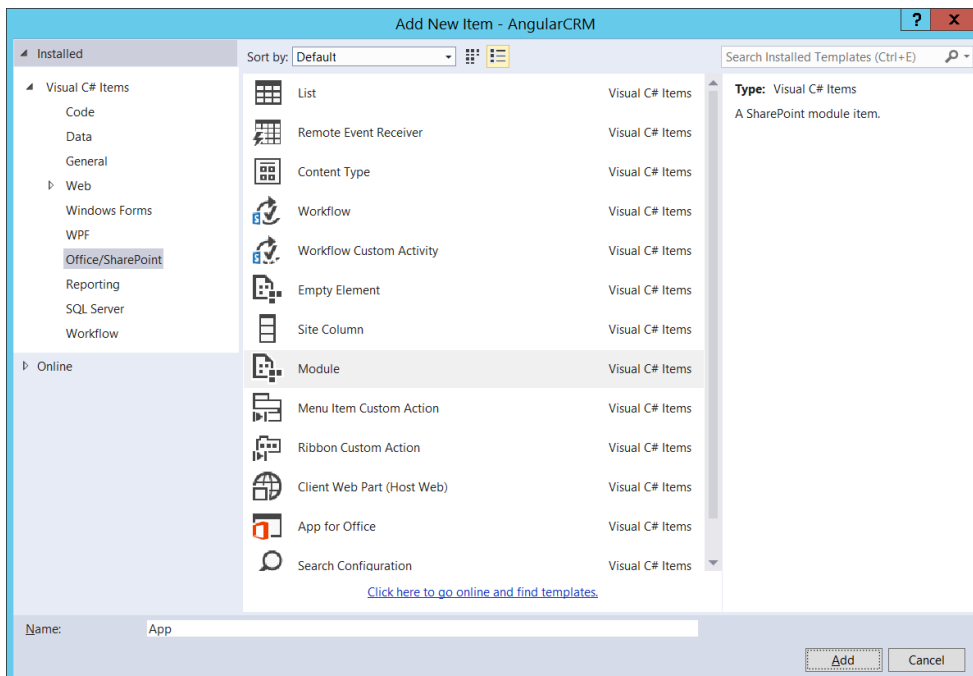 Add New Item - AngularCRM
?
X
Installed
Sort by: Default
Search Installed Templates (Ctrl+E)
Visual C# Items
Code
Data
General
Web
Windows Forms
WPF
Office/SharePoint
Reporting
SQL Server
Workflow
Online
List Visual C# Items
Remote Event Receiver Visual C# Items
Content Type Visual C# Items
Workflow Visual C# Items
Workflow Custom Activity Visual C# Items
Empty Element Visual C# Items
Site Column Visual C# Items
Module Visual C# Items
Menu Item Custom Action Visual C# Items
Ribbon Custom Action Visual C# Items
Client Web Part (Host Web) Visual C# Items
App for Office Visual C# Items
Search Configuration Visual C# Items
Click here to go online and find templates.
Type: Visual C# Items
A SharePoint module item.
Name: App
Add Cancel